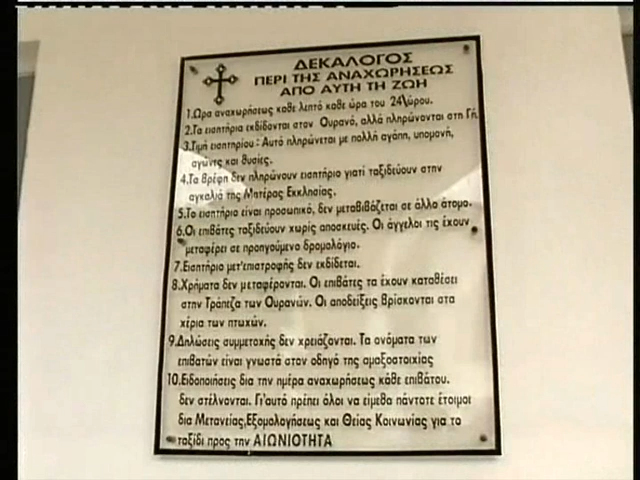 ΔΕΚΑΛΟΓΟΣ
ΠΕΡΙ ΤΗΣ ΑΝΑΧΩΡΗΣΕΩΣ
ΑΠΟ ΑΥΤΗ ΤΗ ΖΩΗ
1.Ώρα αναχωρήσεως κάθε λεπτό κάθε ώρα του 24ώρου.
2.Τα εισητήρια εκδίδονται στον Ουρανό, αλλά πληρώνονται στη Γή.
3.Τιμή εισητηρίου: Αυτό πληρώνεται με πολλή αγάπη, υπομονή,
αγώνες και θυσίες.
4.Τα βρέφη δεν πληρώνουν εισητήριο γιατί ταξιδεύουν στην
αγκαλιά της Μητέρας Εκκλησίας.
5.Το εισητήριο είναι προσωπικό, δεν μεταβιβάζεται σε άλλο άτομο.
6.Οι επιβάτες ταξιδεύουν χωρίς αποσκευές. Οι άγγελοι τις έχουν
μεταφέρει σε προηγούμενο δρομολόγιο.
7.Εισητήριο μετ'επιστροφής δεν εκδίδεται.
8.Χρήματα δεν μεταφέρονται. Οι επιβάτες τα έχουν καταθέσει
στην Τράπεζα των Ουρανών. Οι αποδείξεις βρίσκονται στα
χέρια των πτωχών.
9.Δηλώσεις συμμετοχής δεν χρειάζονται. Τα ονόματα των
επιβατών είναι γνωστά στον οδηγό της αμαξοστοιχίας
10.Ειδοποιήσεις δια την ημέρα αναχωρήσεως κάθε επιβάτου.
δεν στέλνονται. Γι'αυτό πρέπει όλοι να είμεθα πάντοτε έτοιμοι
δια Μετανείας,Εξομολογήσεως και Θείας Κοινωνίας για το
ταξίδι προς την ΑΙΩΝΙΟΤΗΤΑ